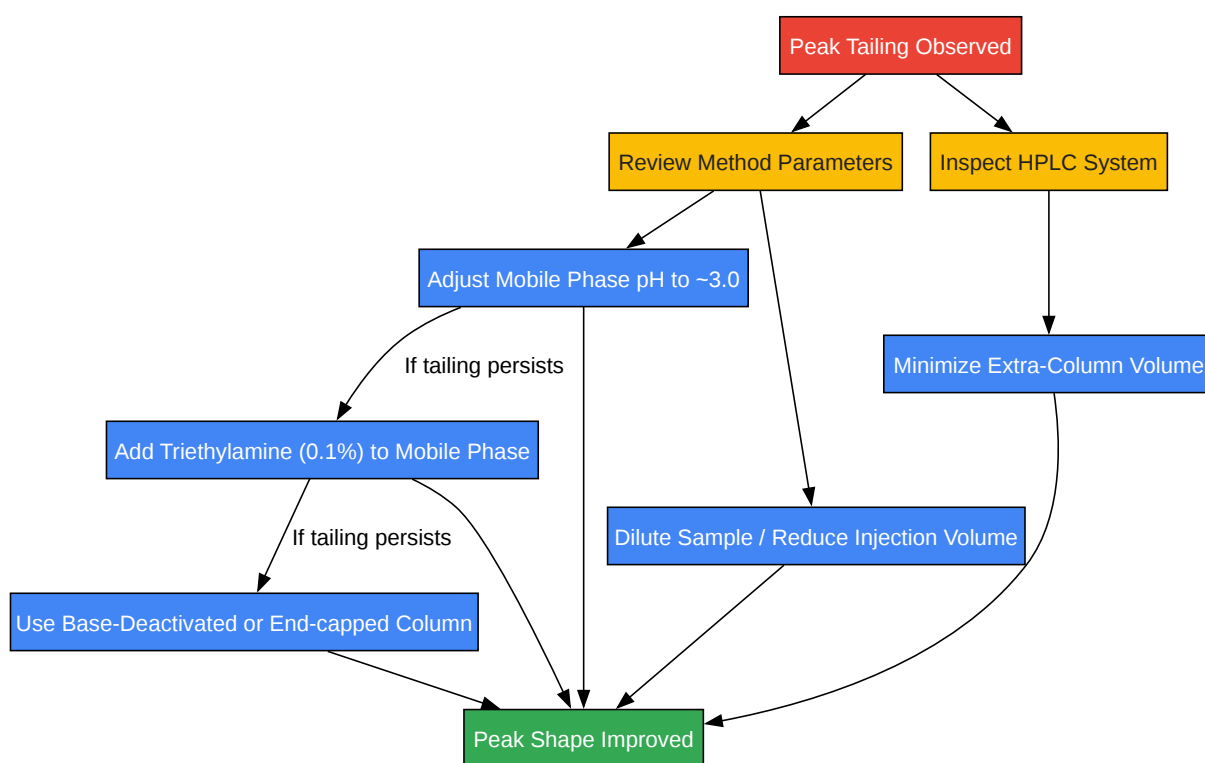 Peak Tailing Observed
Review Method Parameters
Inspect HPLC System
Adjust Mobile Phase pH to ~3.0
If tailing persists
Minimize Extra-Column Volume
Add Triethylamine (0.1%) to Mobile Phase
If tailing persists
Dilute Sample / Reduce Injection Volume
Use Base-Deactivated or End-capped Column
Peak Shape Improved